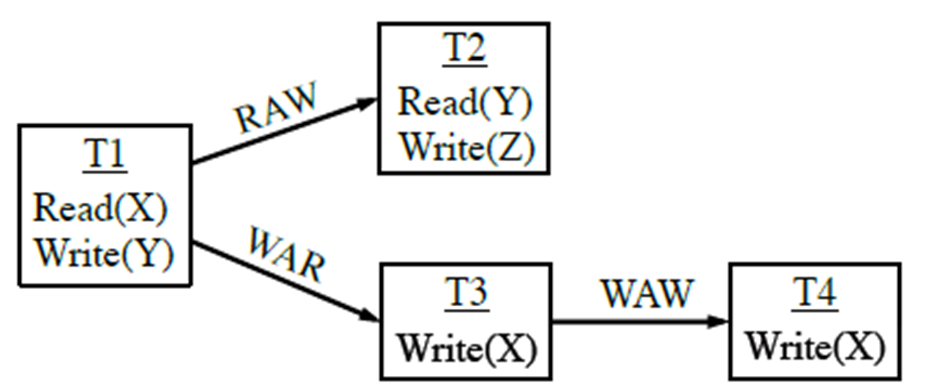 T1
Read(X)
Write(Y)
RAW
T2
Read(Y)
Write(Z)
WAR
T3
Write(X)
WAW
T4
Write(X)